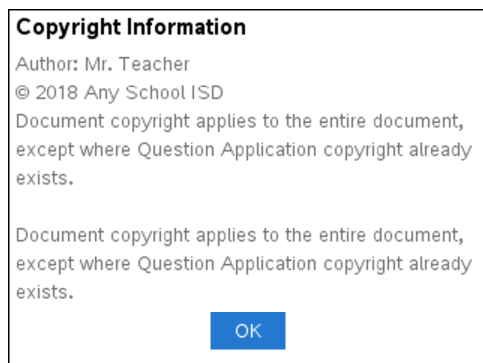 Copyright Information
Author: Mr. Teacher
© 2018 Any School ISD
Document copyright applies to the entire document,
except where Question Application copyright already
exists.
Document copyright applies to the entire document,
except where Question Application copyright already
exists.
OK